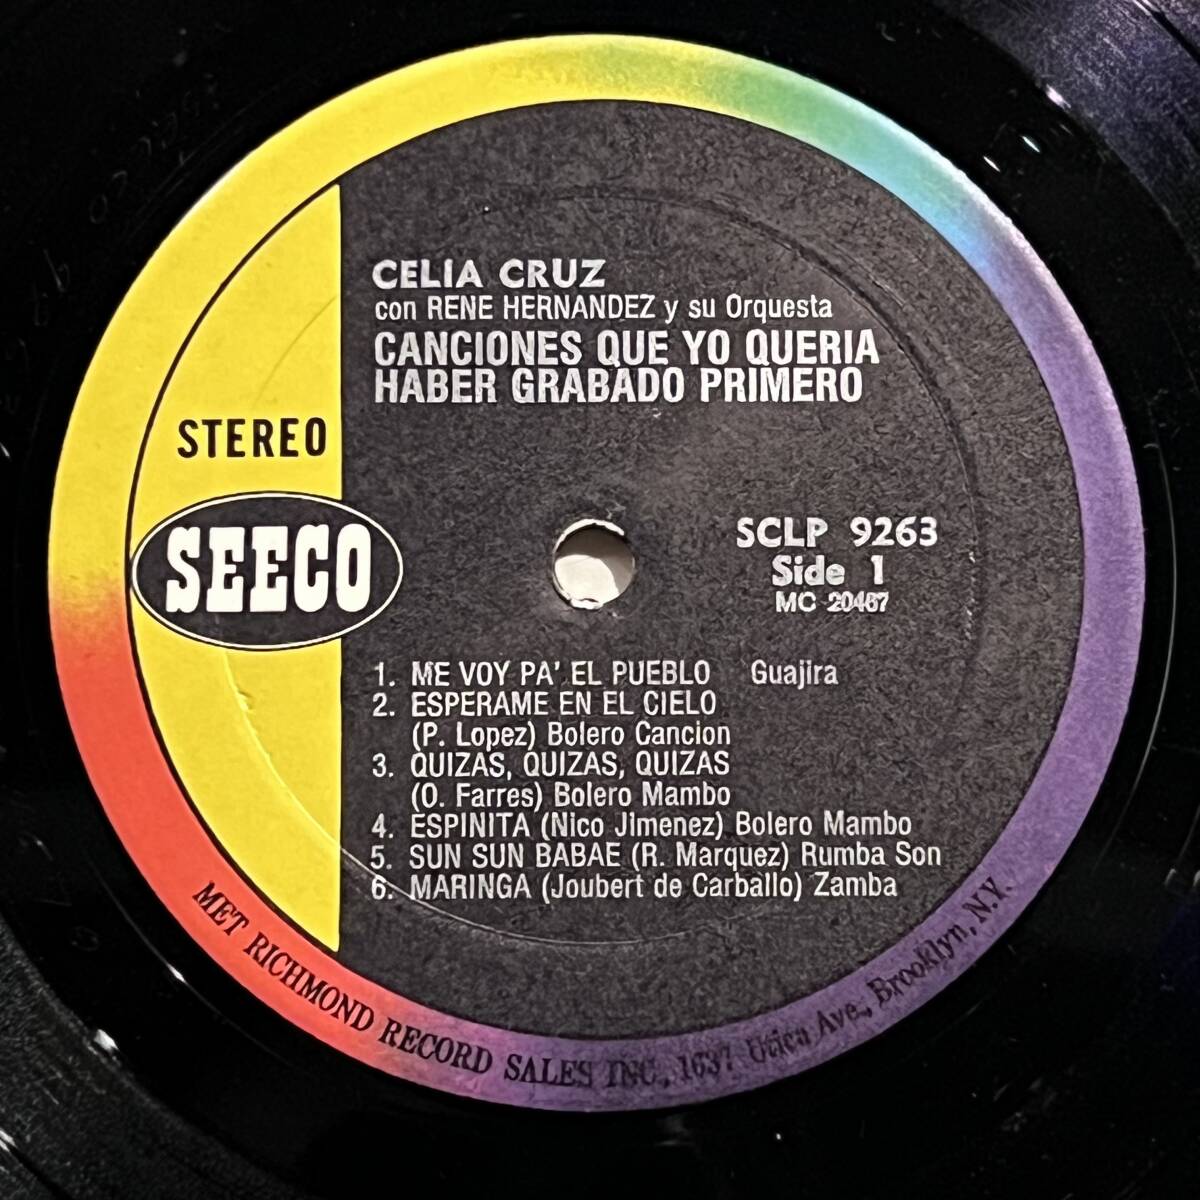 CELIA CRUZ
con RENE HERNANDEZ y su Orquesta
CANCIONES QUE YO QUERIA
HABER GRABADO PRIMERO
STEREO
SEECO
SCLP 9263
Side 1
MC 20467
1. ME VOY PA' EL PUEBLO Guajira
2. ESPERAME EN EL CIELO
(P. Lopez) Bolero Cancion
3. QUIZAS, QUIZAS, QUIZAS
(O. Farres) Bolero Mambo
4. ESPINITA (Nico Jimenez) Bolero Mambo
5. SUN SUN BABAE (R. Marquez) Rumba Son
6. MARINGA (Joubert de Carballo) Zamba
MET RICHMOND RECORD SALES INC., 1637 Utica Ave., Brooklyn, N.Y.